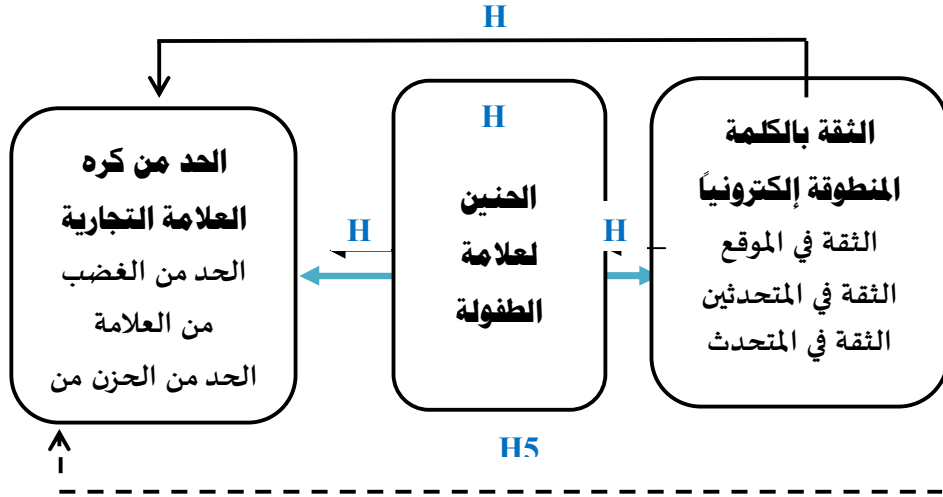 H
الثقة بالكلمة
المنطوقة إلكترونياً
الثقة في الموقع
الثقة في المتحدثين
الثقة في المتحدث
H
H
الحنين
لعلامة
الطفولة
H
الحد من كره
العلامة التجارية
الحد من الغضب
من العلامة
الحد من الحزن من
H5